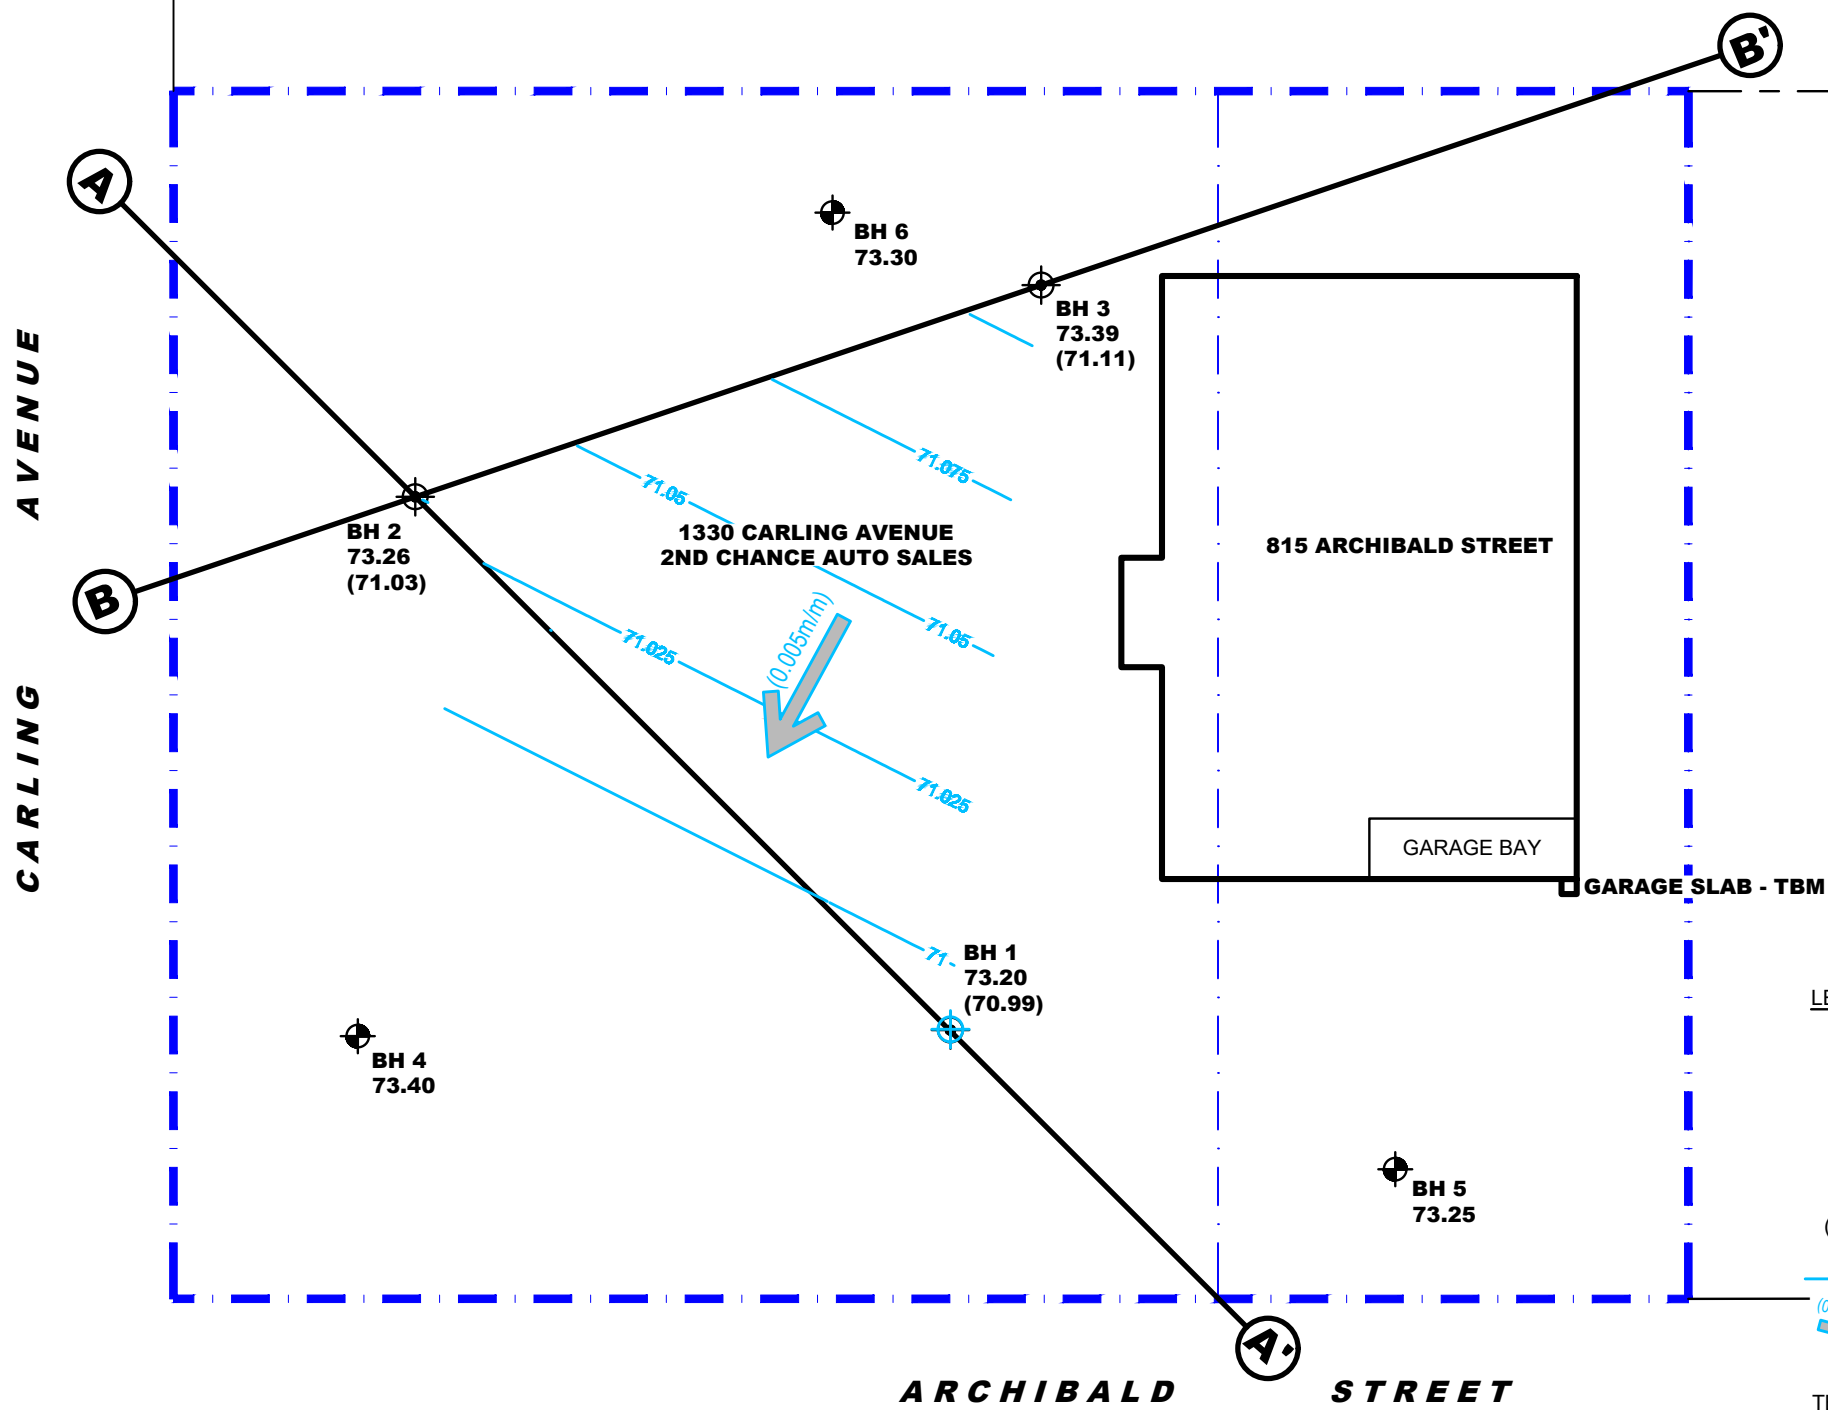 B'
A
BH 6
73.30
BH 3
73.39
(71.11)
CARLING AVENUE
71.075
71.05
BH 2
73.26
(71.03)
1330 CARLING AVENUE
2ND CHANCE AUTO SALES
815 ARCHIBALD STREET
B
71.025
71.05
(0.005m/m)
71.025
GARAGE BAY
GARAGE SLAB - TBM
71
BH 1
73.20
(70.99)
BH 4
73.40
BH 5
73.25
A'
ARCHIBALD STREET